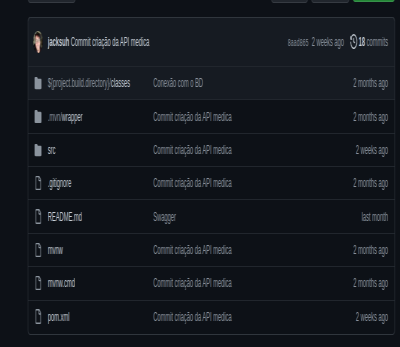 jacksuh Commit criação da API medica 9aad865 2 weeks ago 18 commits
${project.build.directory}/classes Conexão com o BD 2 months ago
.mvn/wrapper Commit criação da API medica 2 months ago
src Commit criação da API medica 2 weeks ago
.gitignore Commit criação da API medica 2 months ago
README.md Swagger last month
mvnw Commit criação da API medica 2 months ago
mvnw.cmd Commit criação da API medica 2 months ago
pom.xml Commit criação da API medica 2 weeks ago